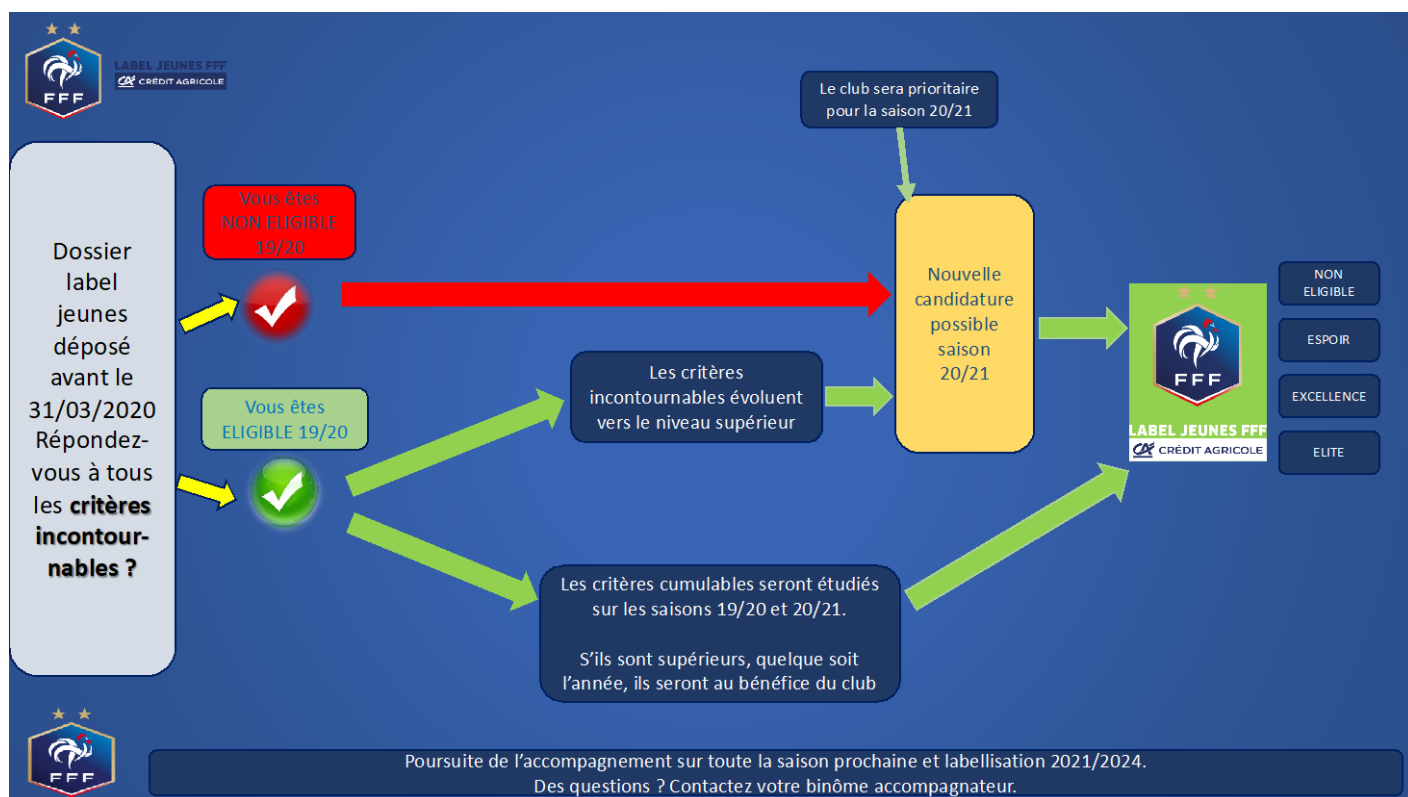 FFF
LABEL JEUNES FFF
CRÉDIT AGRICOLE
Dossier
label
jeunes
déposé
avant le
31/03/2020
Répondez-
vous à tous
les critères
incontour-
nables ?
Vous êtes
NON ELIGIBLE
19/20
Vous êtes
ELIGIBLE 19/20
Les critères
incontournables évoluent
vers le niveau supérieur
Les critères cumulables seront étudiés
sur les saisons 19/20 et 20/21.
S'ils sont supérieurs, quelque soit
l'année, ils seront au bénéfice du club
Le club sera prioritaire
pour la saison 20/21
Nouvelle
candidature
possible
saison
20/21
FFF
LABEL JEUNES FFF
CRÉDIT AGRICOLE
NON
ELIGIBLE
ESPOIR
EXCELLENCE
ELITE
FFF
Poursuite de l'accompagnement sur toute la saison prochaine et labellisation 2021/2024.
Des questions ? Contactez votre binôme accompagnateur.